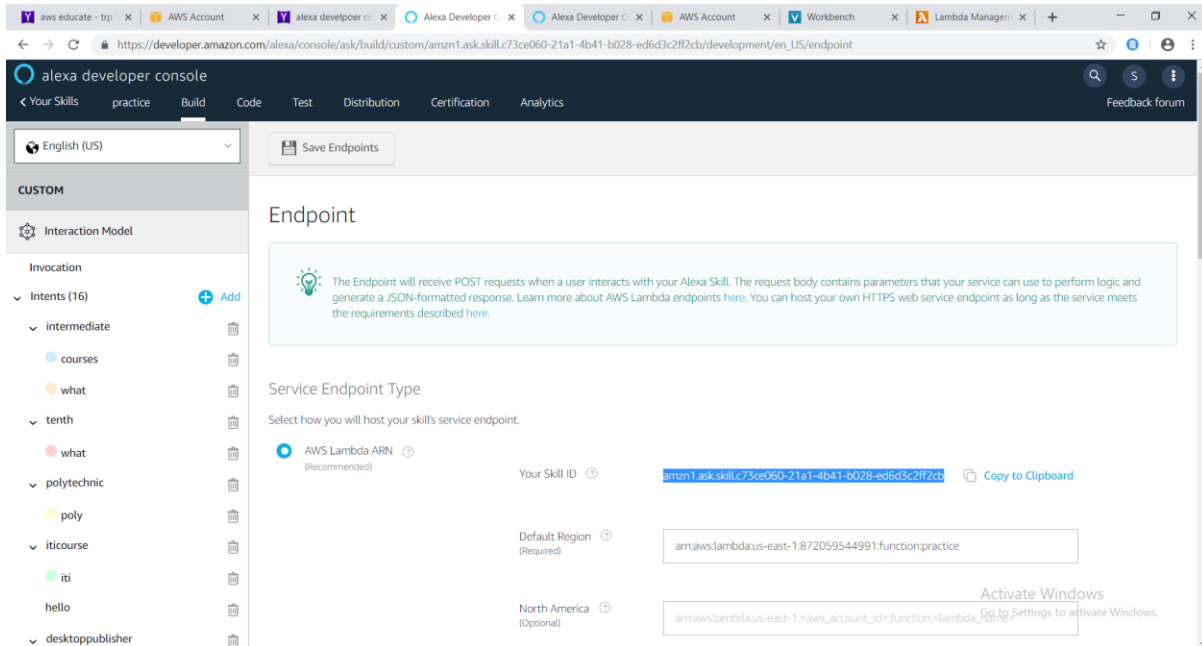 aws educate - trp
AWS Account
alexa develpoer co
Alexa Developer C
Alexa Developer C
AWS Account
Workbench
Lambda Managem
https://developer.amazon.com/alexa/console/ask/build/custom/amzn1.ask.skill.c73ce060-21a1-4b41-b028-ed6d3c2ff2cb/development/en_US/endpoint
alexa developer console
S
Your Skills
practice
Build
Code
Test
Distribution
Certification
Analytics
Feedback forum
English (US)
Save Endpoints
CUSTOM
Interaction Model
Invocation
Intents (16)
Add
intermediate
courses
what
tenth
what
polytechnic
poly
iticourse
iti
hello
desktoppublisher
Endpoint
The Endpoint will receive POST requests when a user interacts with your Alexa Skill. The request body contains parameters that your service can use to perform logic and
generate a JSON-formatted response. Learn more about AWS Lambda endpoints here. You can host your own HTTPS web service endpoint as long as the service meets
the requirements described here.
Service Endpoint Type
Select how you will host your skill's service endpoint.
AWS Lambda ARN
(Recommended)
Your Skill ID
amzn1.ask.skill.c73ce060-21a1-4b41-b028-ed6d3c2ff2cb
Copy to Clipboard
Default Region
(Required)
arn:aws:lambda:us-east-1:872059544991:function:practice
North America
(Optional)
arn:aws:lambda:us-east-1:<aws_account_id>:function:<lambda_name>
Activate Windows
Go to Settings to activate Windows.